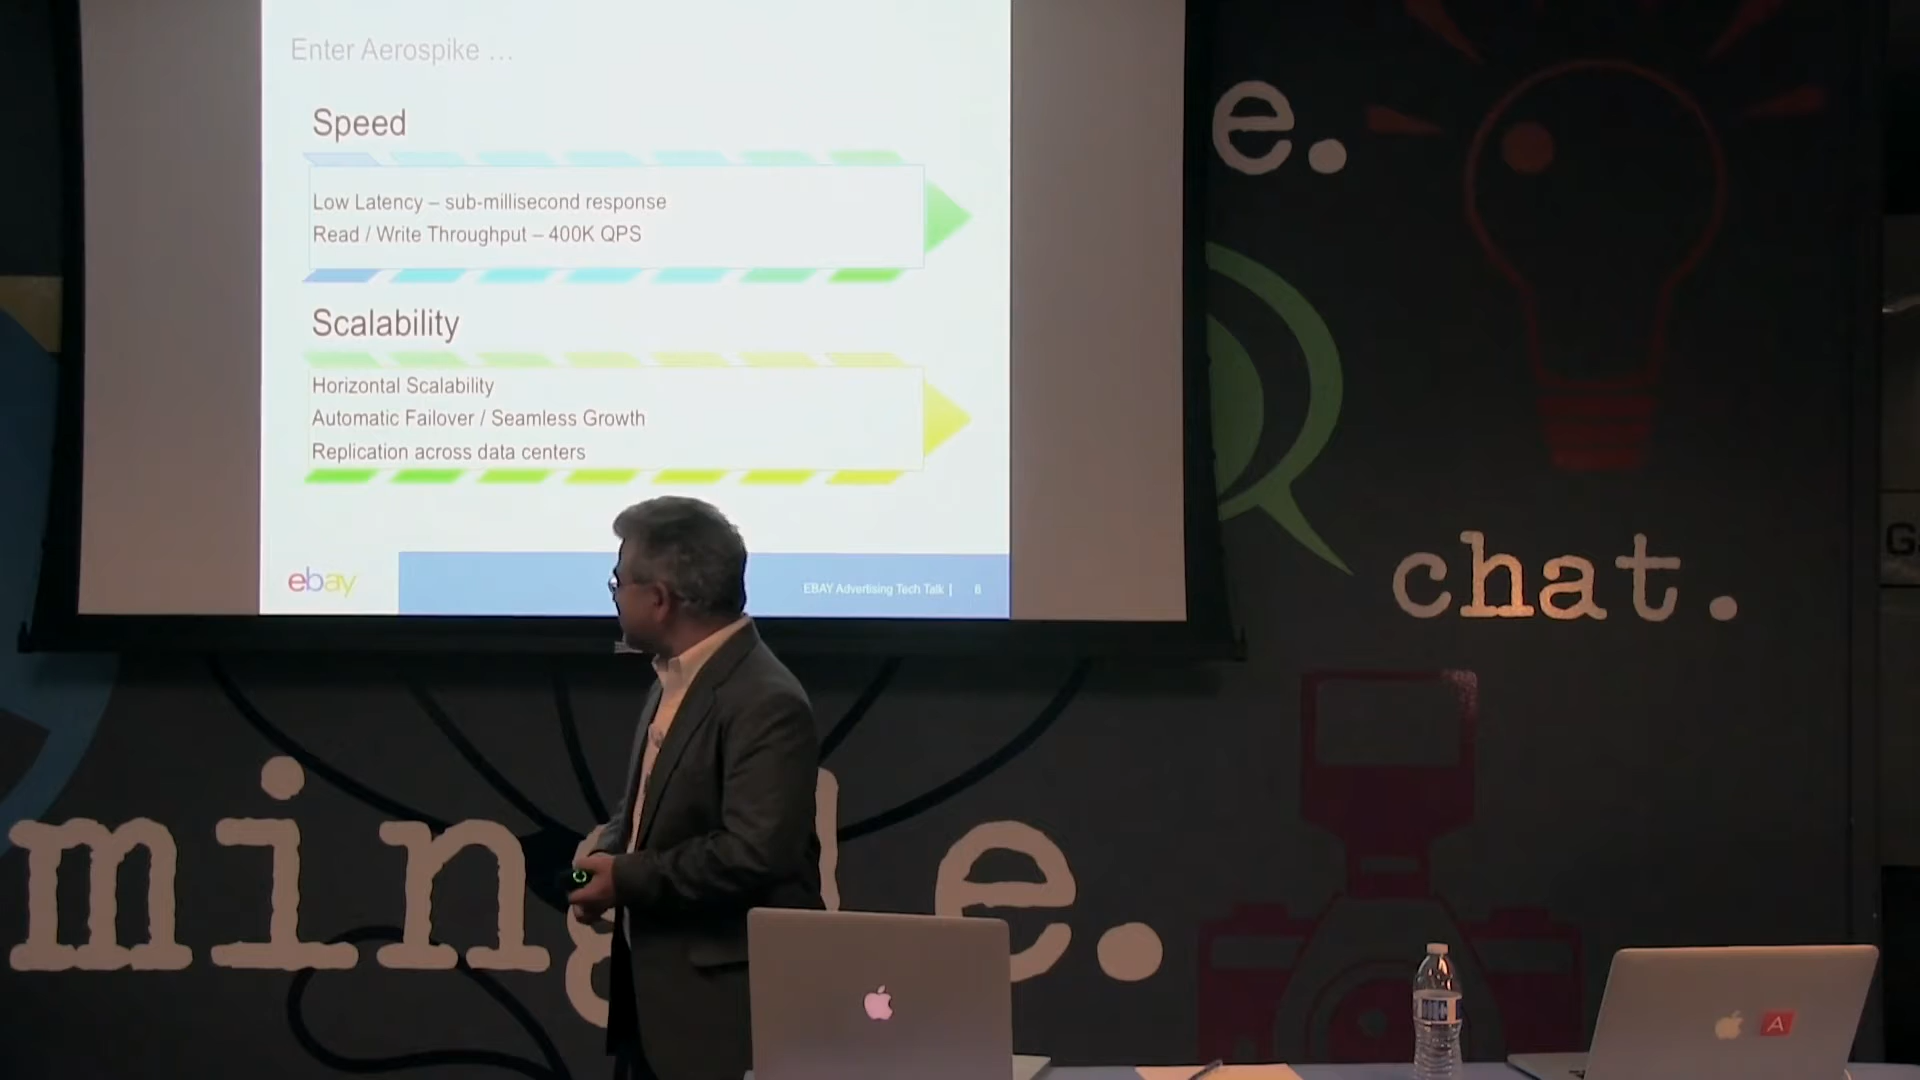 Enter Aerospike ...
Speed
Low Latency – sub-millisecond response
Read / Write Throughput – 400K QPS
Scalability
Horizontal Scalability
Automatic Failover / Seamless Growth
Replication across data centers
ebay
EBAY Advertising Tech Talk | 6
e.
chat.
G
A